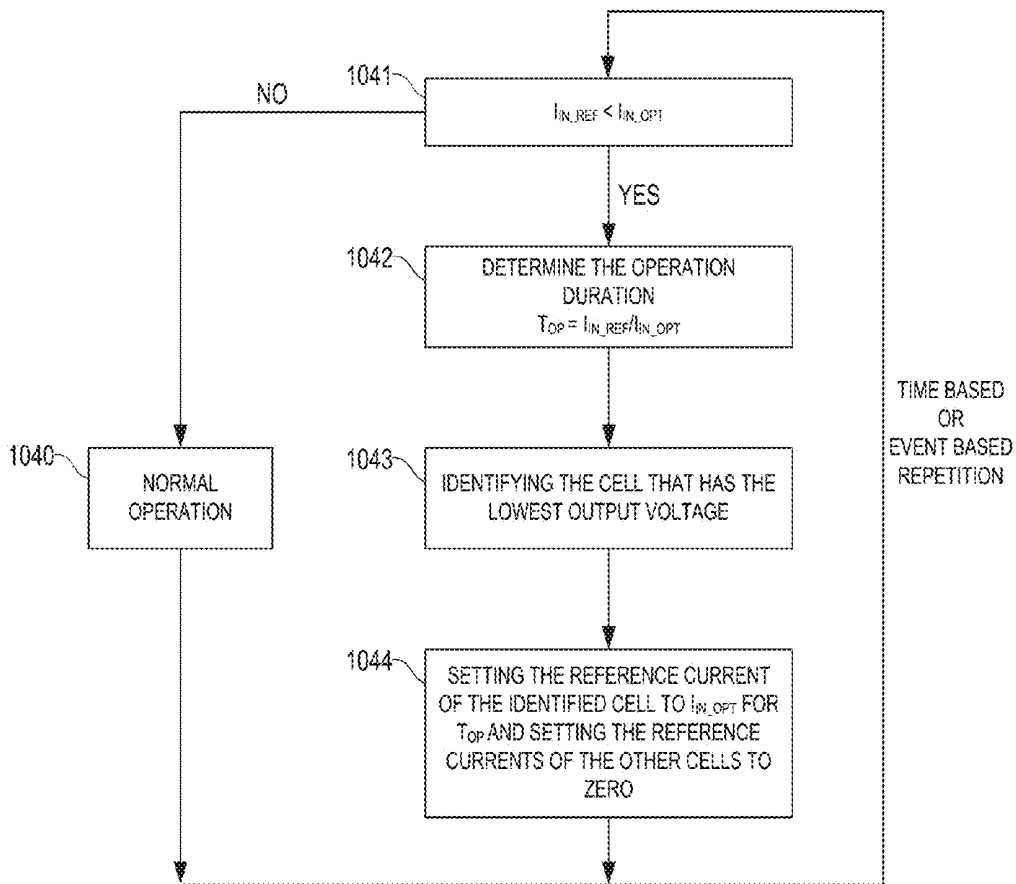 1041
NO
I_IN_REF < I_IN_OPT
YES
1042
DETERMINE THE OPERATION
DURATION
T_OP = I_IN_REF/I_IN_OPT
TIME BASED
OR
EVENT BASED
REPETITION
1040
NORMAL
OPERATION
1043
IDENTIFYING THE CELL THAT HAS THE
LOWEST OUTPUT VOLTAGE
1044
SETTING THE REFERENCE CURRENT
OF THE IDENTIFIED CELL TO I_IN_OPT FOR
T_OP AND SETTING THE REFERENCE
CURRENTS OF THE OTHER CELLS TO
ZERO